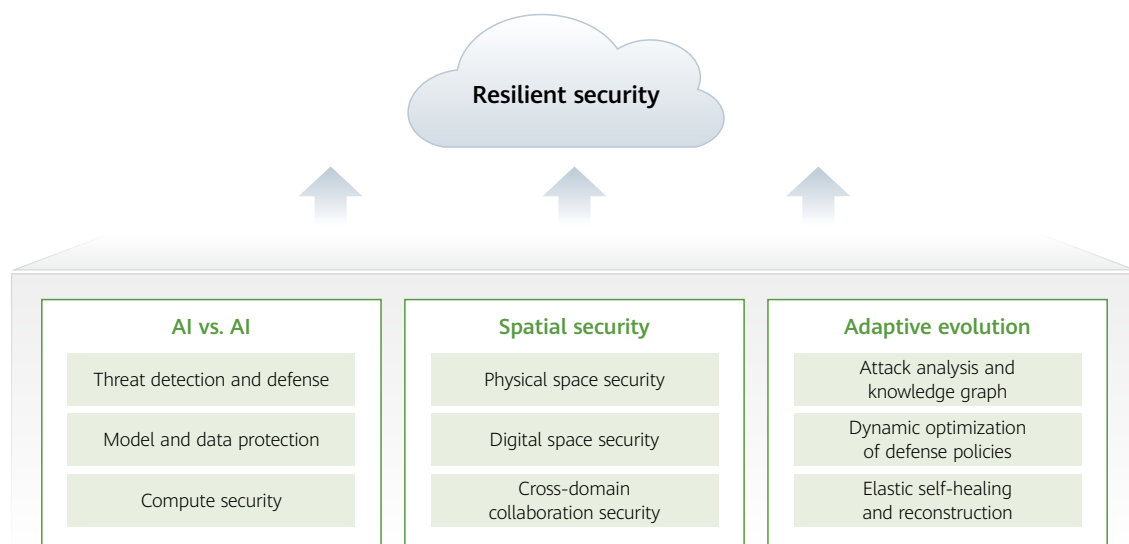 Resilient security
AI vs. AI
Threat detection and defense
Model and data protection
Compute security
Spatial security
Physical space security
Digital space security
Cross-domain
collaboration security
Adaptive evolution
Attack analysis and
knowledge graph
Dynamic optimization
of defense policies
Elastic self-healing
and reconstruction